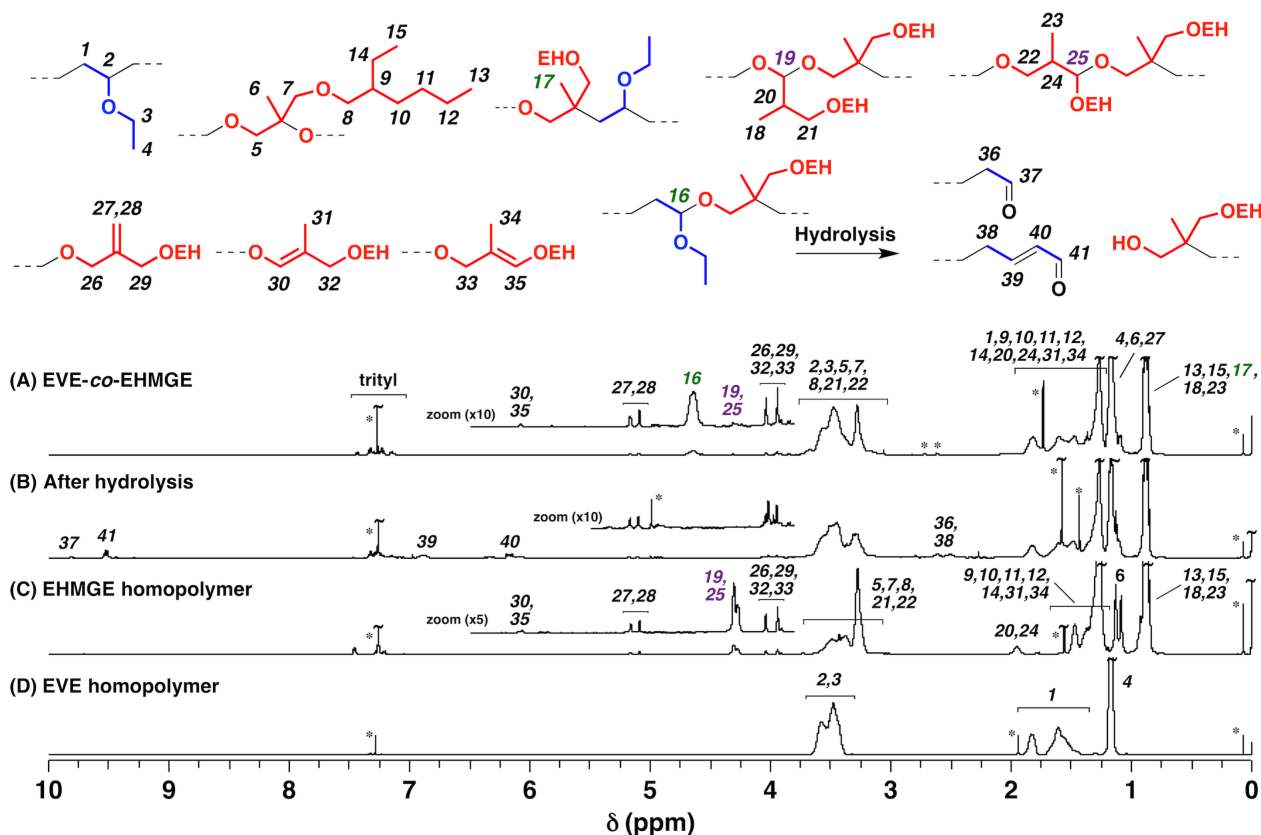 1 2 3 4
5 6 7 8 9 10 11 12 13 14 15 O O O
EHO 17 O O
O 19 O OEH 20 OEH 18 21
23 22 O 24 25 O OEH OEH
27,28 O OEH 26 29
31 O OEH 30 32
34 O OEH 33 35
16 O OEH O
Hydrolysis
36 37 O
38 39 40 41 O
HO OEH
(A) EVE-co-EHMGE
trityl
*
zoom (x10)
30,
35
27,28
16
19,
25
26,29,
32,33
2,3,5,7,
8,21,22
* *
1,9,10,11,12,
14,20,24,31,34
*
4,6,27
13,15,17,
18,23
*
(B) After hydrolysis
37 41
*
39 40
zoom (x10)
*
36,
38
* *
*
(C) EHMGE homopolymer
*
zoom (x5)
30,
35
27,28
19,
25
26,29,
32,33
5,7,8,
21,22
20,24
9,10,11,12,
14,31,34
*
6
13,15,
18,23
*
(D) EVE homopolymer
*
2,3
*
1
4
*
10 9 8 7 6 5 4 3 2 1 0
δ (ppm)